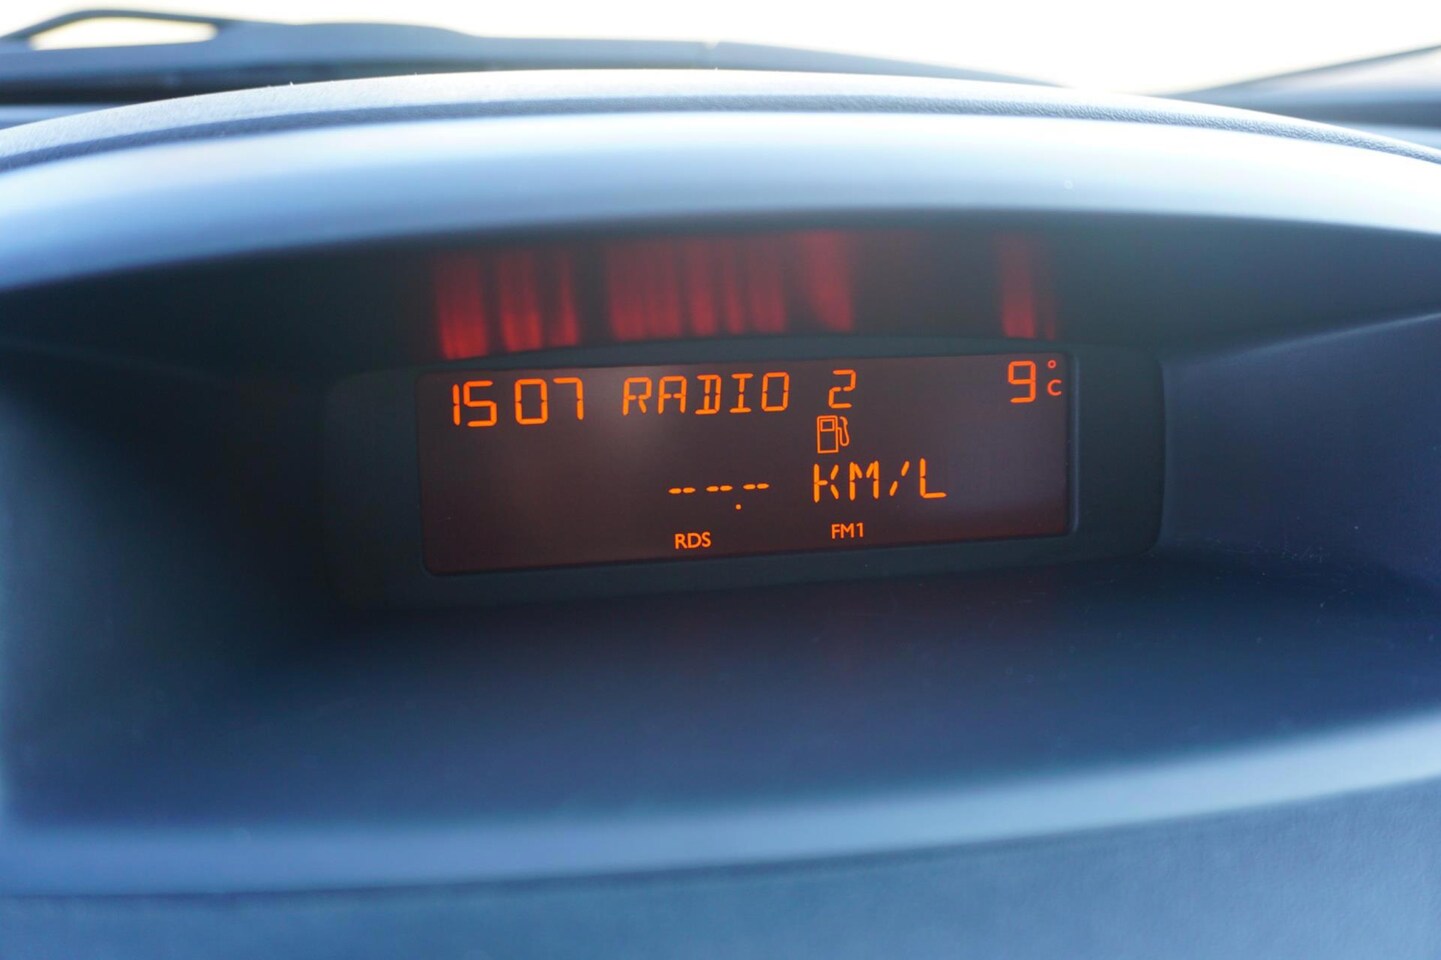 15 07 RADIO 2 9°C
--.- KM/L
RDS FM1